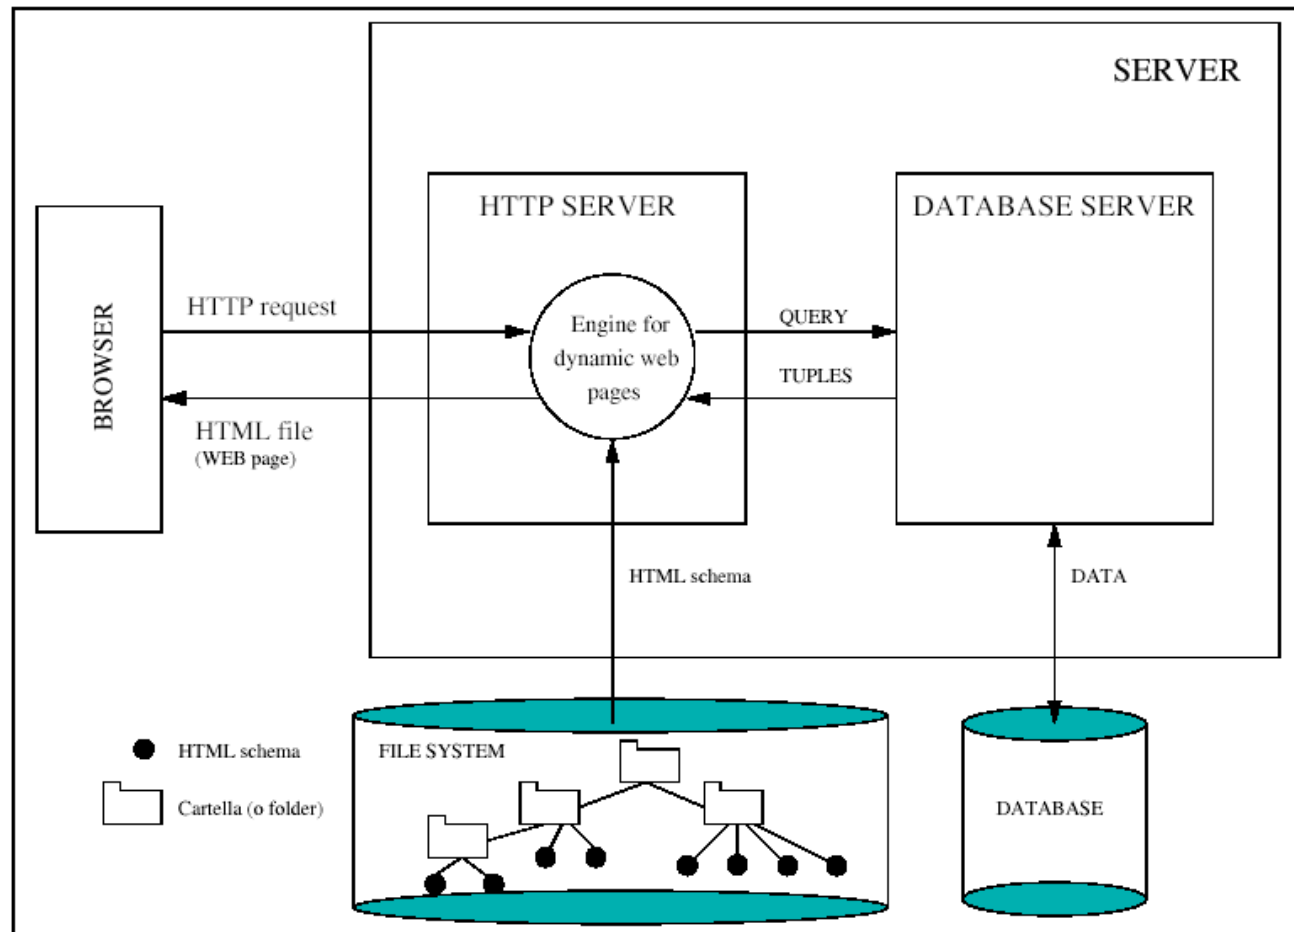 SERVER
HTTP SERVER
DATABASE SERVER
BROWSER
HTTP request
Engine for
dynamic web
pages
QUERY
TUPLES
HTML file
(WEB page)
HTML schema
DATA
HTML schema
Cartella (o folder)
FILE SYSTEM
DATABASE